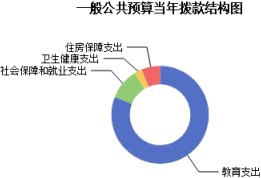 一般公共预算当年拨款结构图
住房保障支出
卫生健康支出
社会保障和就业支出
教育支出